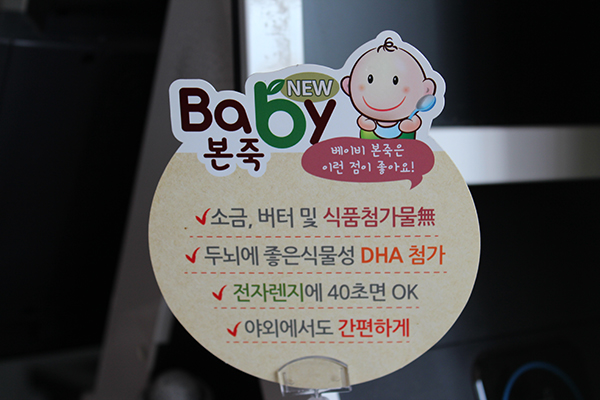 NEW
Baby
본죽
베이비 본죽은
이런 점이 좋아요!
소금, 버터 및 식품첨가물無
두뇌에 좋은식물성 DHA 첨가
전자렌지에 40초면 OK
야외에서도 간편하게